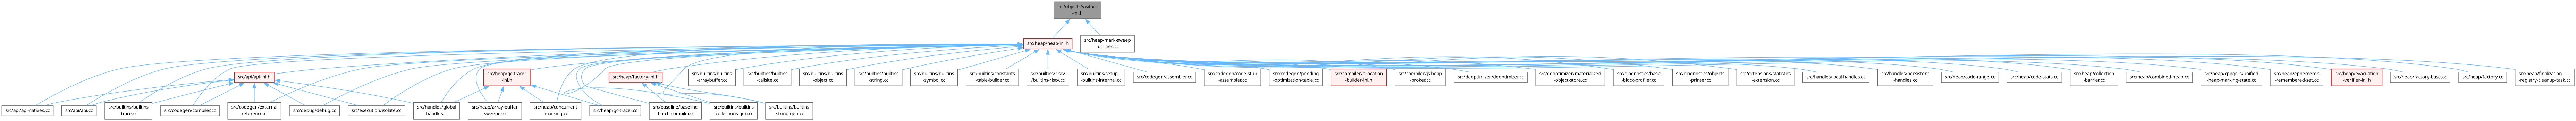 src/objects/visitors
-inl.h
src/heap/heap-inl.h
src/heap/mark-sweep
-utilities.cc
src/api/api-inl.h
src/heap/gc-tracer
-inl.h
src/heap/factory-inl.h
src/builtins/builtins
-arraybuffer.cc
src/builtins/builtins
-callsite.cc
src/builtins/builtins
-object.cc
src/builtins/builtins
-string.cc
src/builtins/builtins
-symbol.cc
src/builtins/constants
-table-builder.cc
src/builtins/riscv
/builtins-riscv.cc
src/builtins/setup
-builtins-internal.cc
src/codegen/assembler.cc
src/codegen/code-stub
-assembler.cc
src/codegen/pending
-optimization-table.cc
src/compiler/allocation
-builder-inl.h
src/compiler/js-heap
-broker.cc
src/deoptimizer/deoptimizer.cc
src/deoptimizer/materialized
-object-store.cc
src/diagnostics/basic
-block-profiler.cc
src/diagnostics/objects
-printer.cc
src/extensions/statistics
-extension.cc
src/handles/local-handles.cc
src/handles/persistent
-handles.cc
src/heap/code-range.cc
src/heap/code-stats.cc
src/heap/collection
-barrier.cc
src/heap/combined-heap.cc
src/heap/cppgc-js/unified
-heap-marking-state.cc
src/heap/ephemeron
-remembered-set.cc
src/heap/evacuation
-verifier-inl.h
src/heap/factory-base.cc
src/heap/factory.cc
src/heap/finalization
-registry-cleanup-task.cc
src/api/api-natives.cc
src/api/api.cc
src/builtins/builtins
-trace.cc
src/codegen/compiler.cc
src/codegen/external
-reference.cc
src/debug/debug.cc
src/execution/isolate.cc
src/handles/global
-handles.cc
src/heap/array-buffer
-sweeper.cc
src/heap/concurrent
-marking.cc
src/heap/gc-tracer.cc
src/baseline/baseline
-batch-compiler.cc
src/builtins/builtins
-collections-gen.cc
src/builtins/builtins
-string-gen.cc